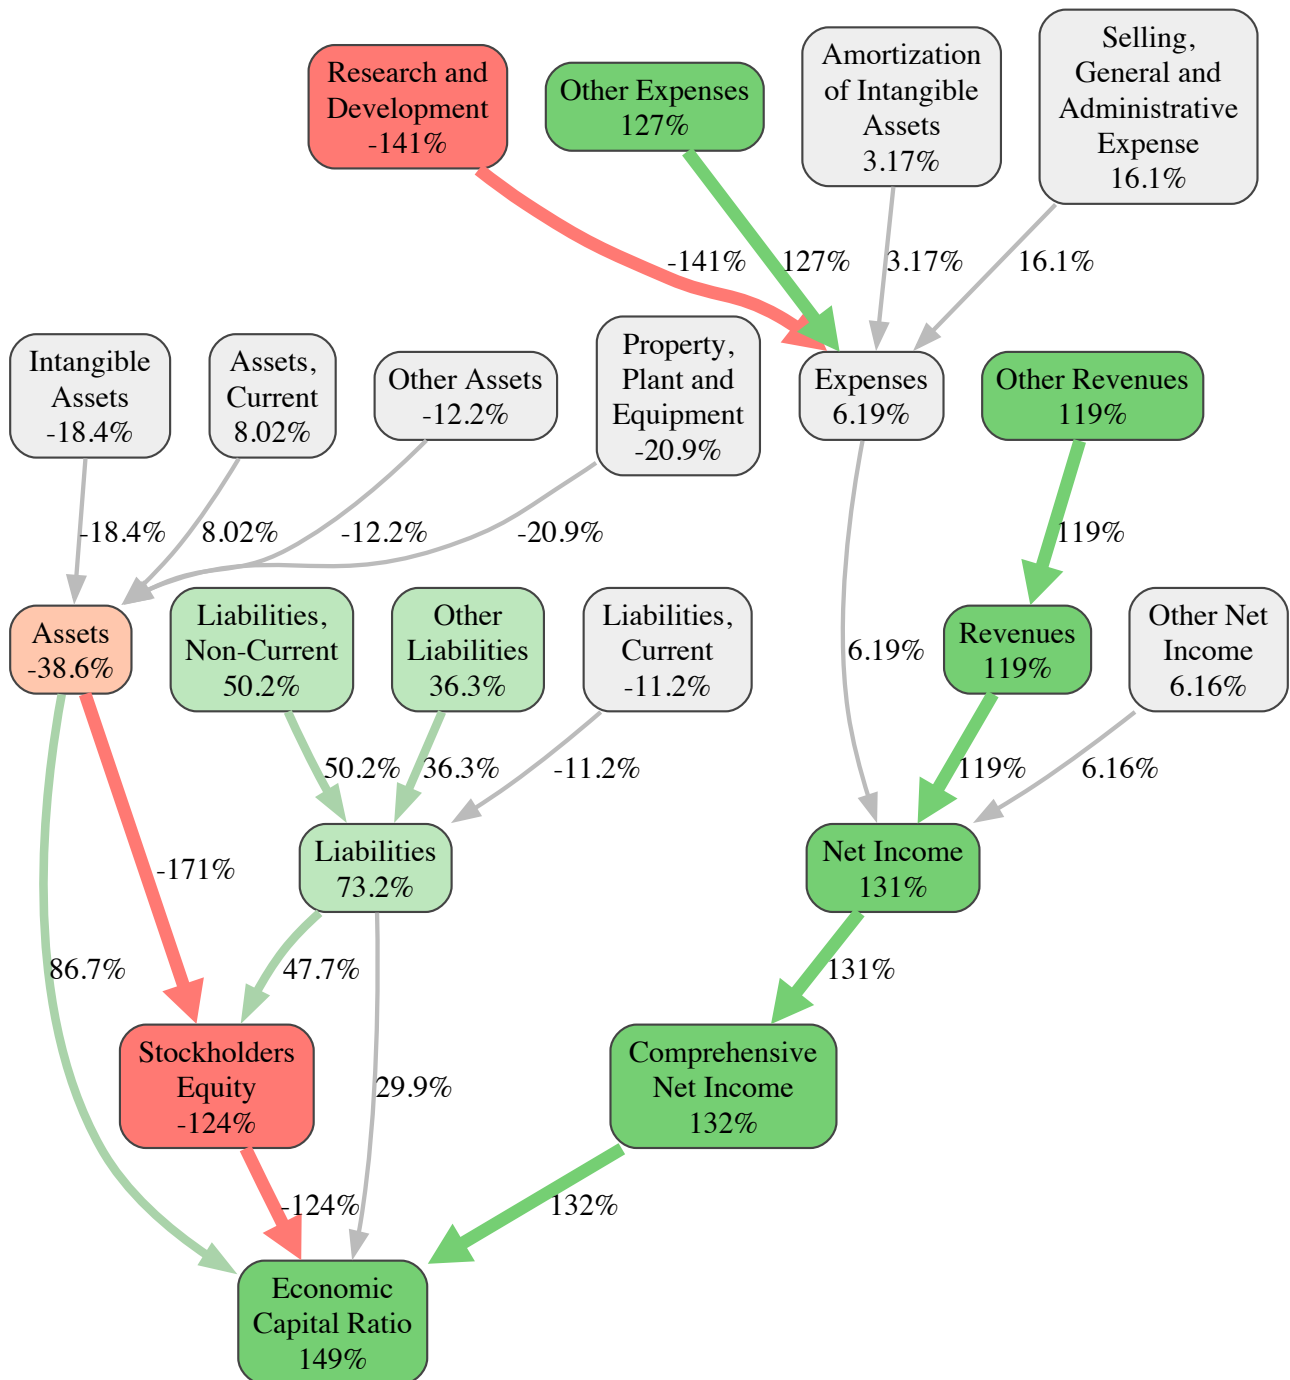 Research and
Development
-141%
Other Expenses
127%
Amortization
of Intangible
Assets
3.17%
Selling,
General and
Administrative
Expense
16.1%
-141%
127%
3.17%
16.1%
Intangible
Assets
-18.4%
Assets,
Current
8.02%
Other Assets
-12.2%
Property,
Plant and
Equipment
-20.9%
Expenses
6.19%
Other Revenues
119%
-18.4%
8.02%
-12.2%
-20.9%
119%
Assets
-38.6%
Liabilities,
Non-Current
50.2%
Other
Liabilities
36.3%
Liabilities,
Current
-11.2%
6.19%
Revenues
119%
Other Net
Income
6.16%
50.2%
36.3%
-11.2%
119%
6.16%
-171%
Liabilities
73.2%
Net Income
131%
86.7%
47.7%
131%
Stockholders
Equity
-124%
29.9%
Comprehensive
Net Income
132%
-124%
132%
Economic
Capital Ratio
149%